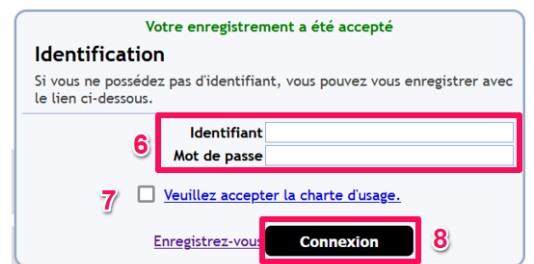 Votre enregistrement a été accepté
Identification
Si vous ne possédez pas d'identifiant, vous pouvez vous enregistrer avec
le lien ci-dessous.
6
Identifiant
Mot de passe
7
Veuillez accepter la charte d'usage.
Enregistrez-vous
Connexion
8